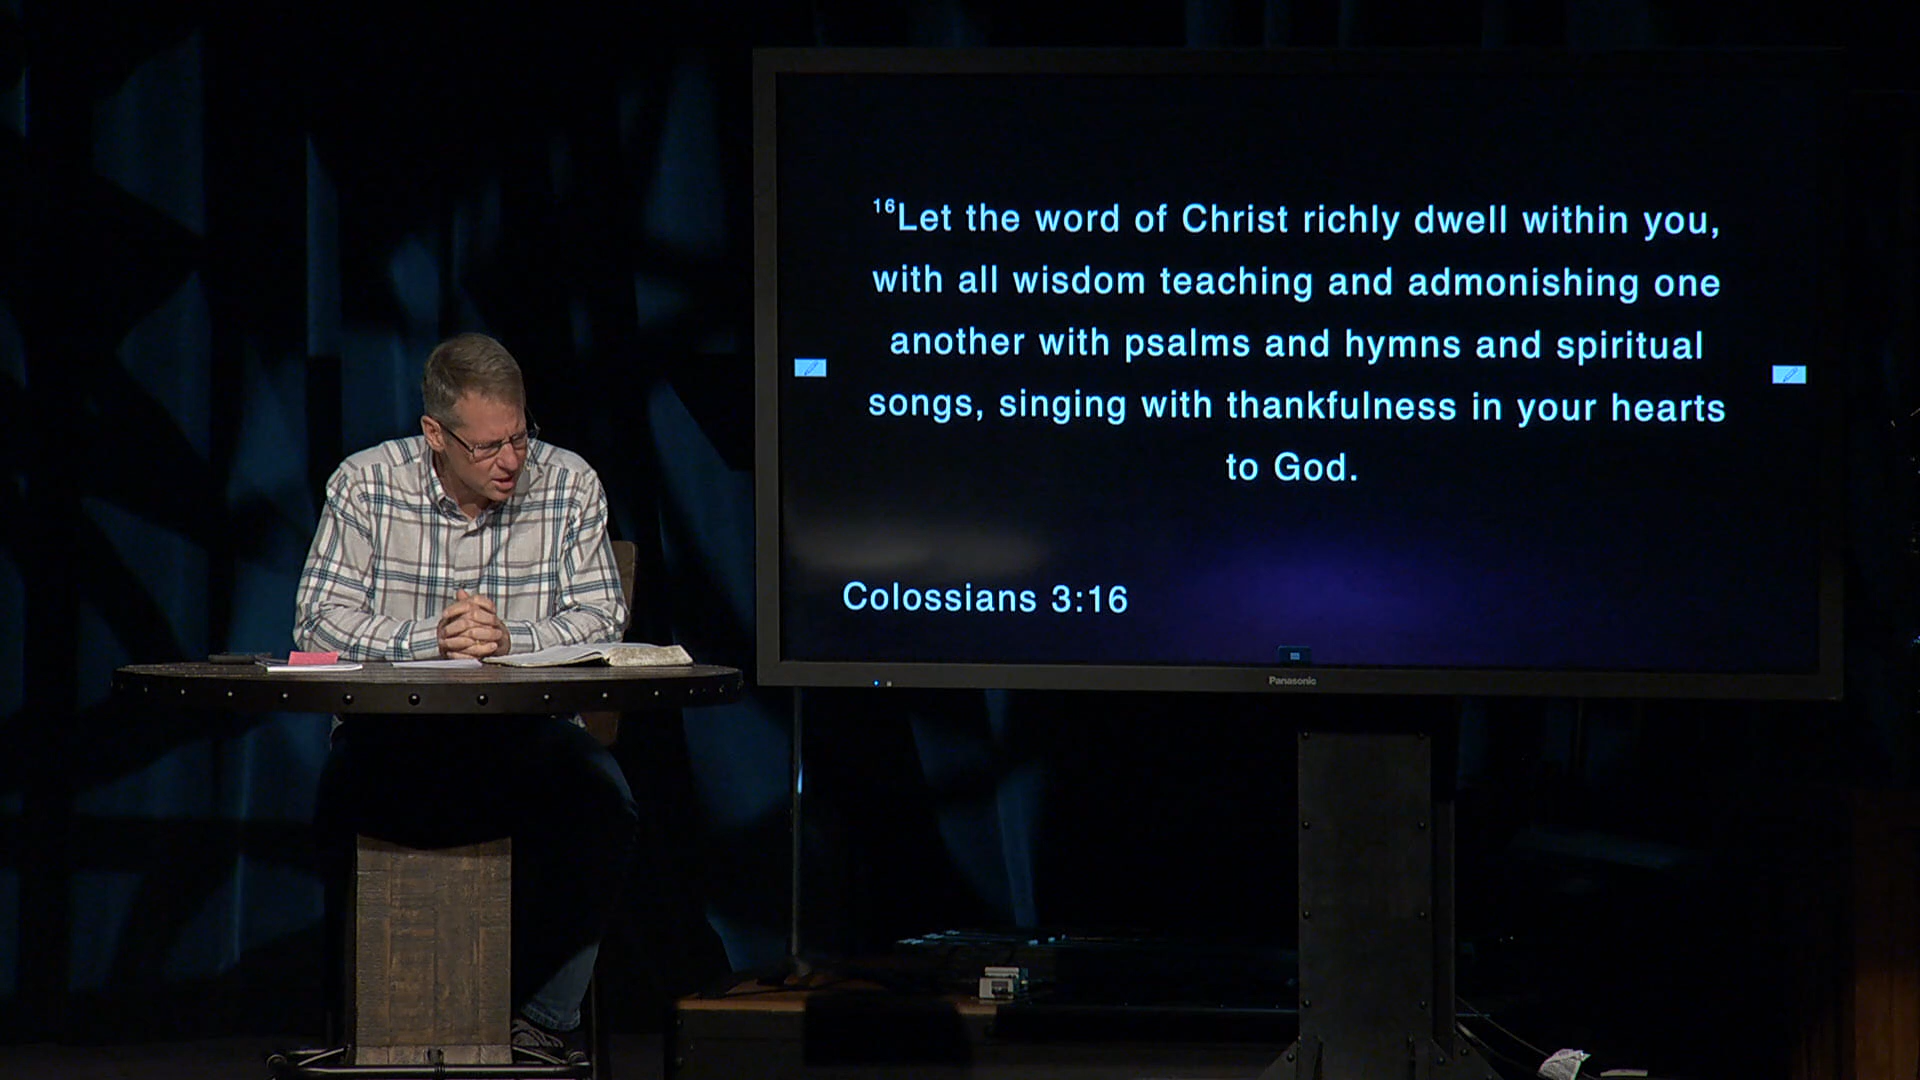 16Let the word of Christ richly dwell within you,
with all wisdom teaching and admonishing one
another with psalms and hymns and spiritual
songs, singing with thankfulness in your hearts
to God.
Colossians 3:16
Panasonic